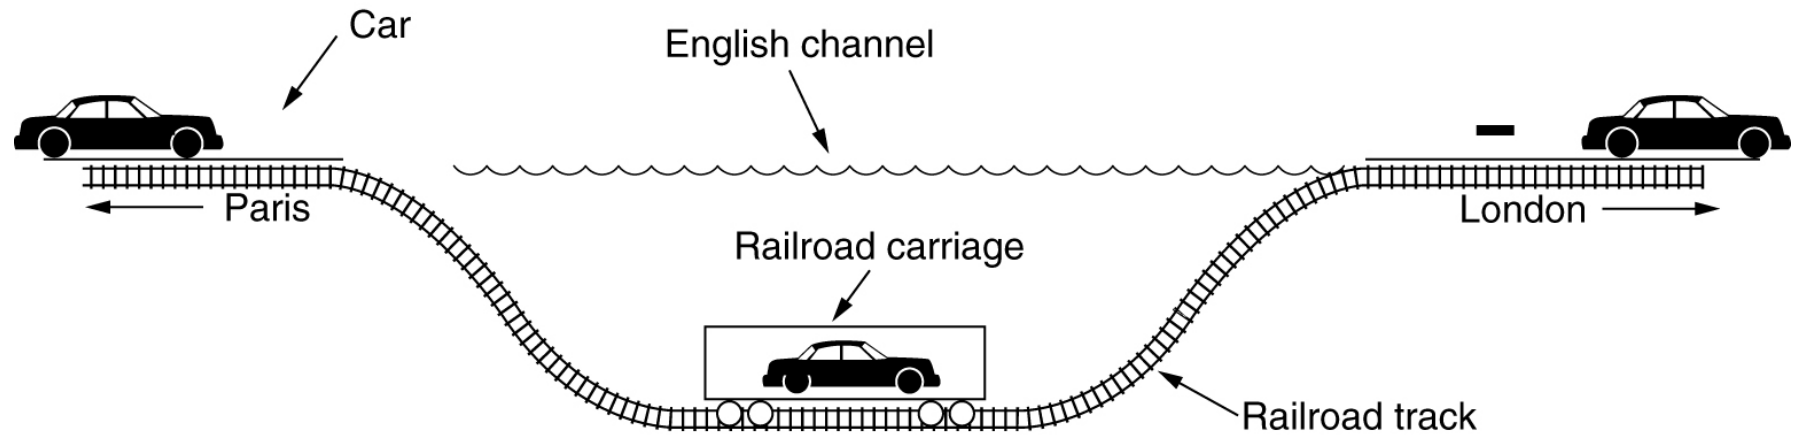 Car
English channel
Paris
London
Railroad carriage
Railroad track